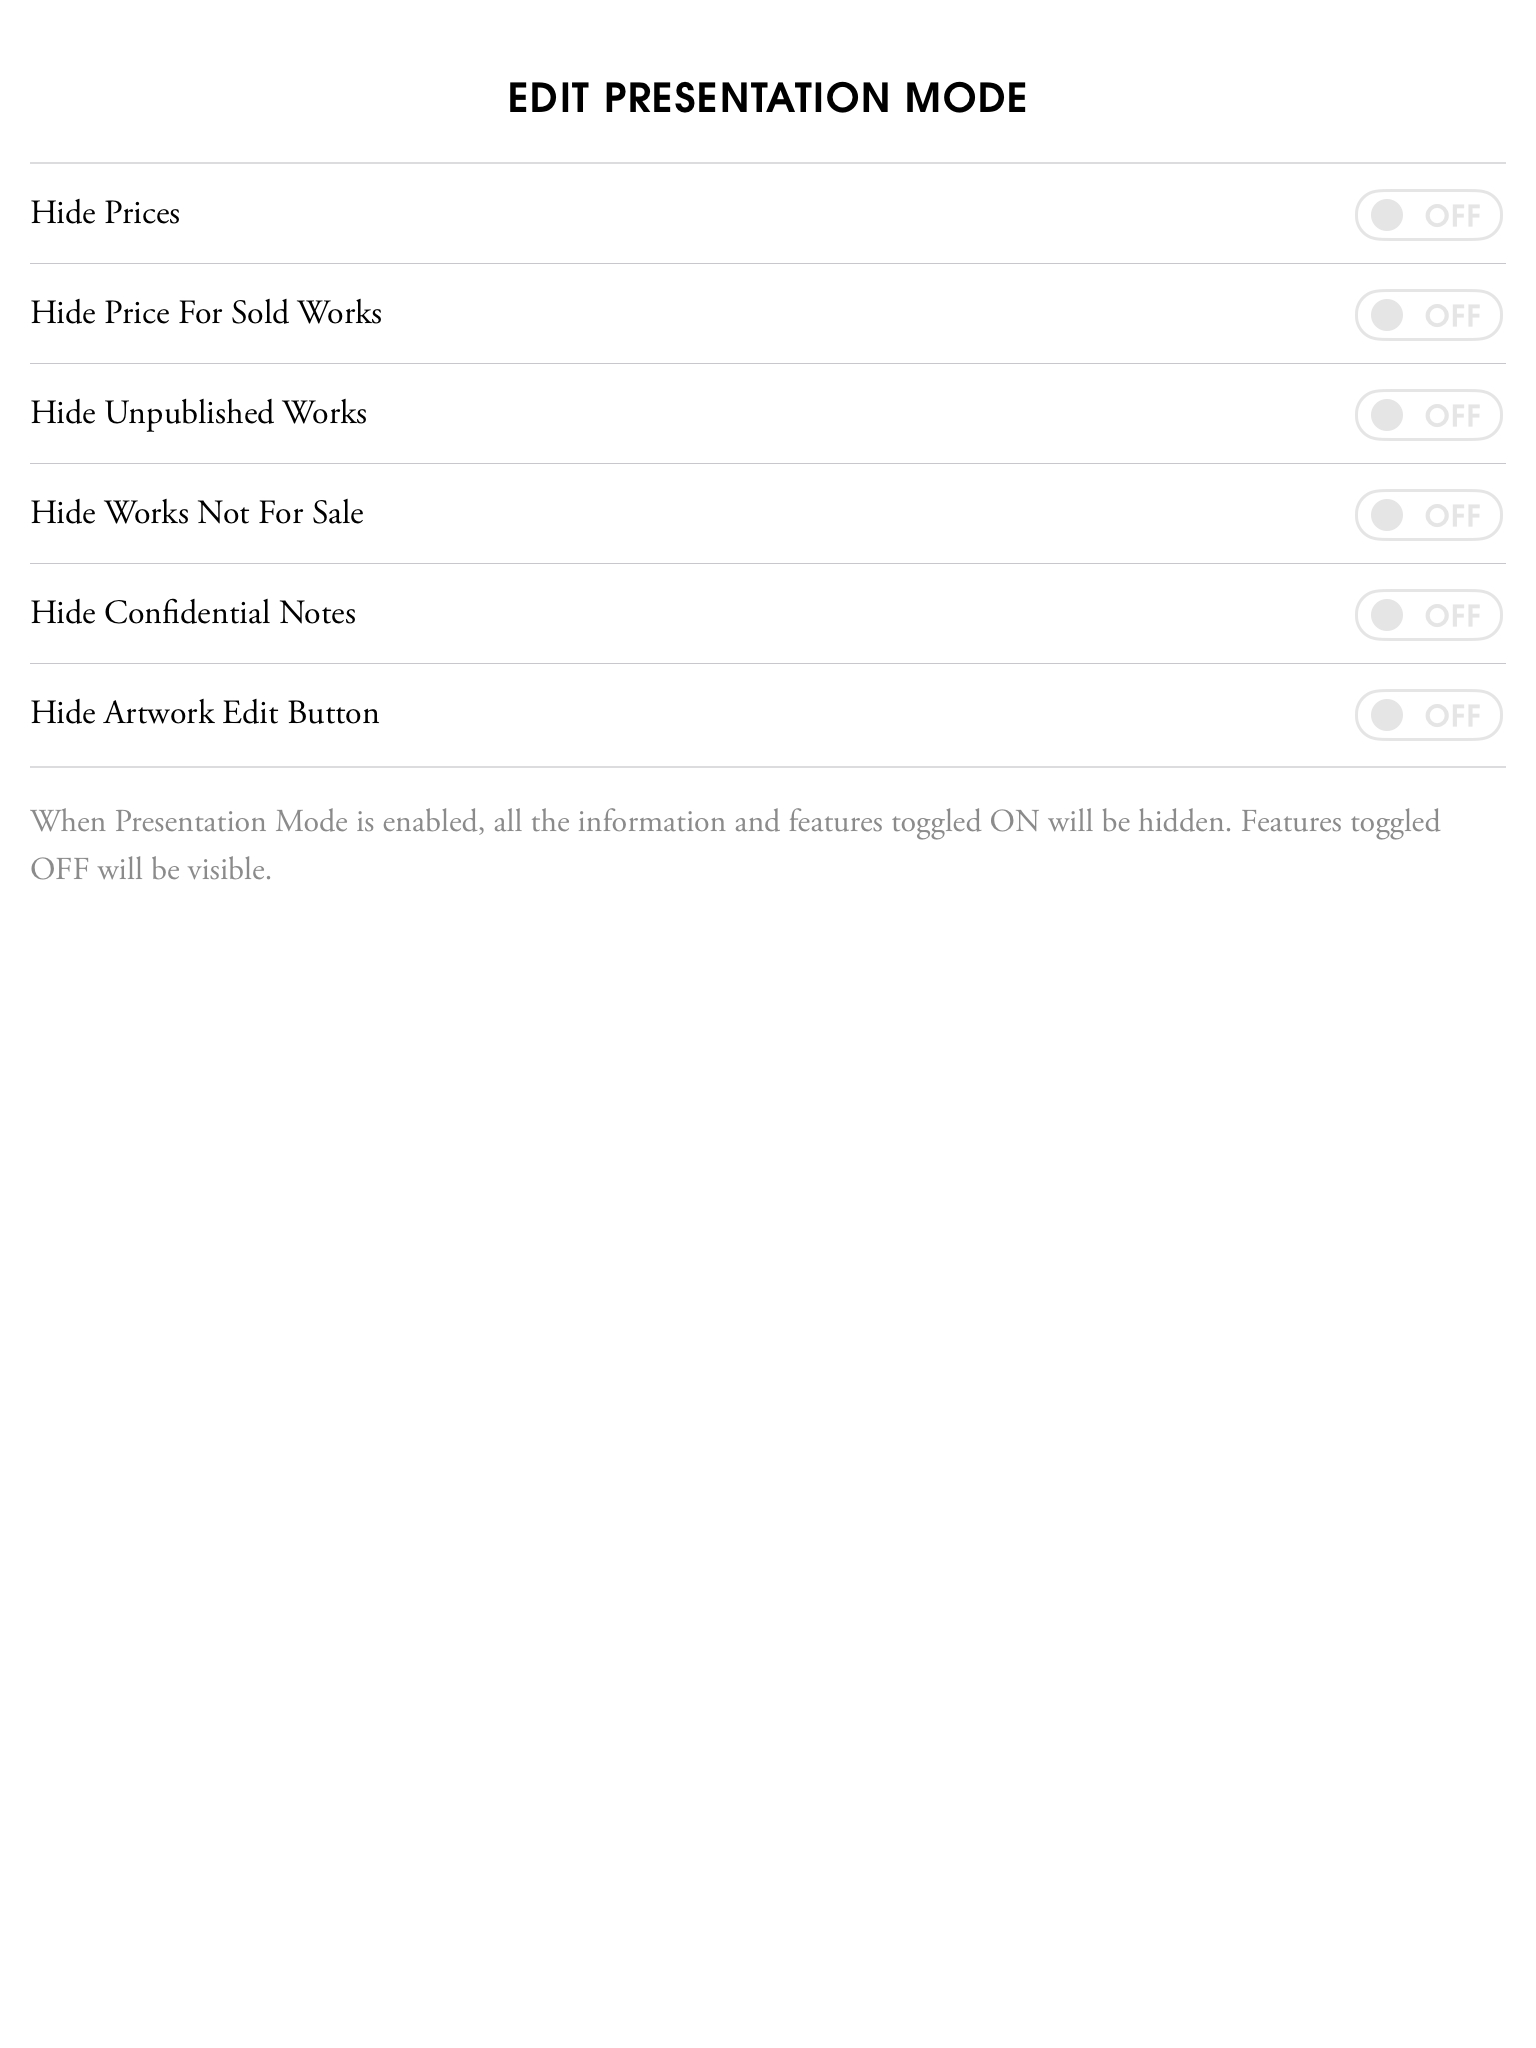 EDIT PRESENTATION MODE
Hide Prices OFF
Hide Price For Sold Works OFF
Hide Unpublished Works OFF
Hide Works Not For Sale OFF
Hide Confidential Notes OFF
Hide Artwork Edit Button OFF
When Presentation Mode is enabled, all the information and features toggled ON will be hidden. Features toggled
OFF will be visible.